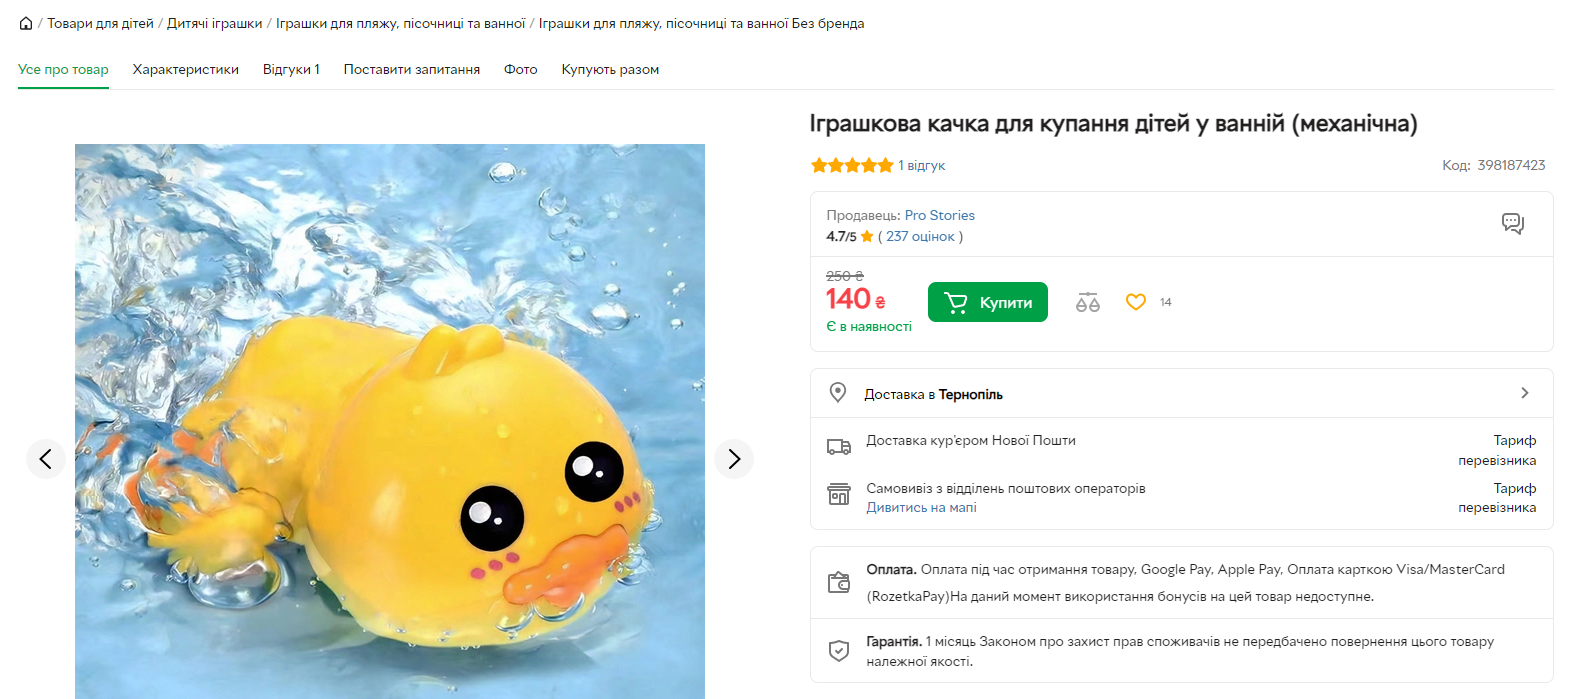 / Товари для дітей / Дитячі іграшки / Іграшки для пляжу, пісочниці та ванної / Іграшки для пляжу, пісочниці та ванної Без бренда
Усе про товар Характеристики Відгуки 1 Поставити запитання Фото Купують разом
Іграшкова качка для купання дітей у ванній (механічна)
1 відгук Код: 398187423
Продавець: Pro Stories
4.7/5 ( 237 оцінок )
250 ₴
140 ₴
Купити
14
Є в наявності
Доставка в Тернопіль
Доставка кур'єром Нової Пошти Тариф
перевізника
Самовивіз з відділень поштових операторів Тариф
Дивитись на мапі перевізника
Оплата. Оплата під час отримання товару, Google Pay, Apple Pay, Оплата карткою Visa/MasterCard
(RozetkaPay)На даний момент використання бонусів на цей товар недоступне.
Гарантія. 1 місяць Законом про захист прав споживачів не передбачено повернення цього товару
належної якості.